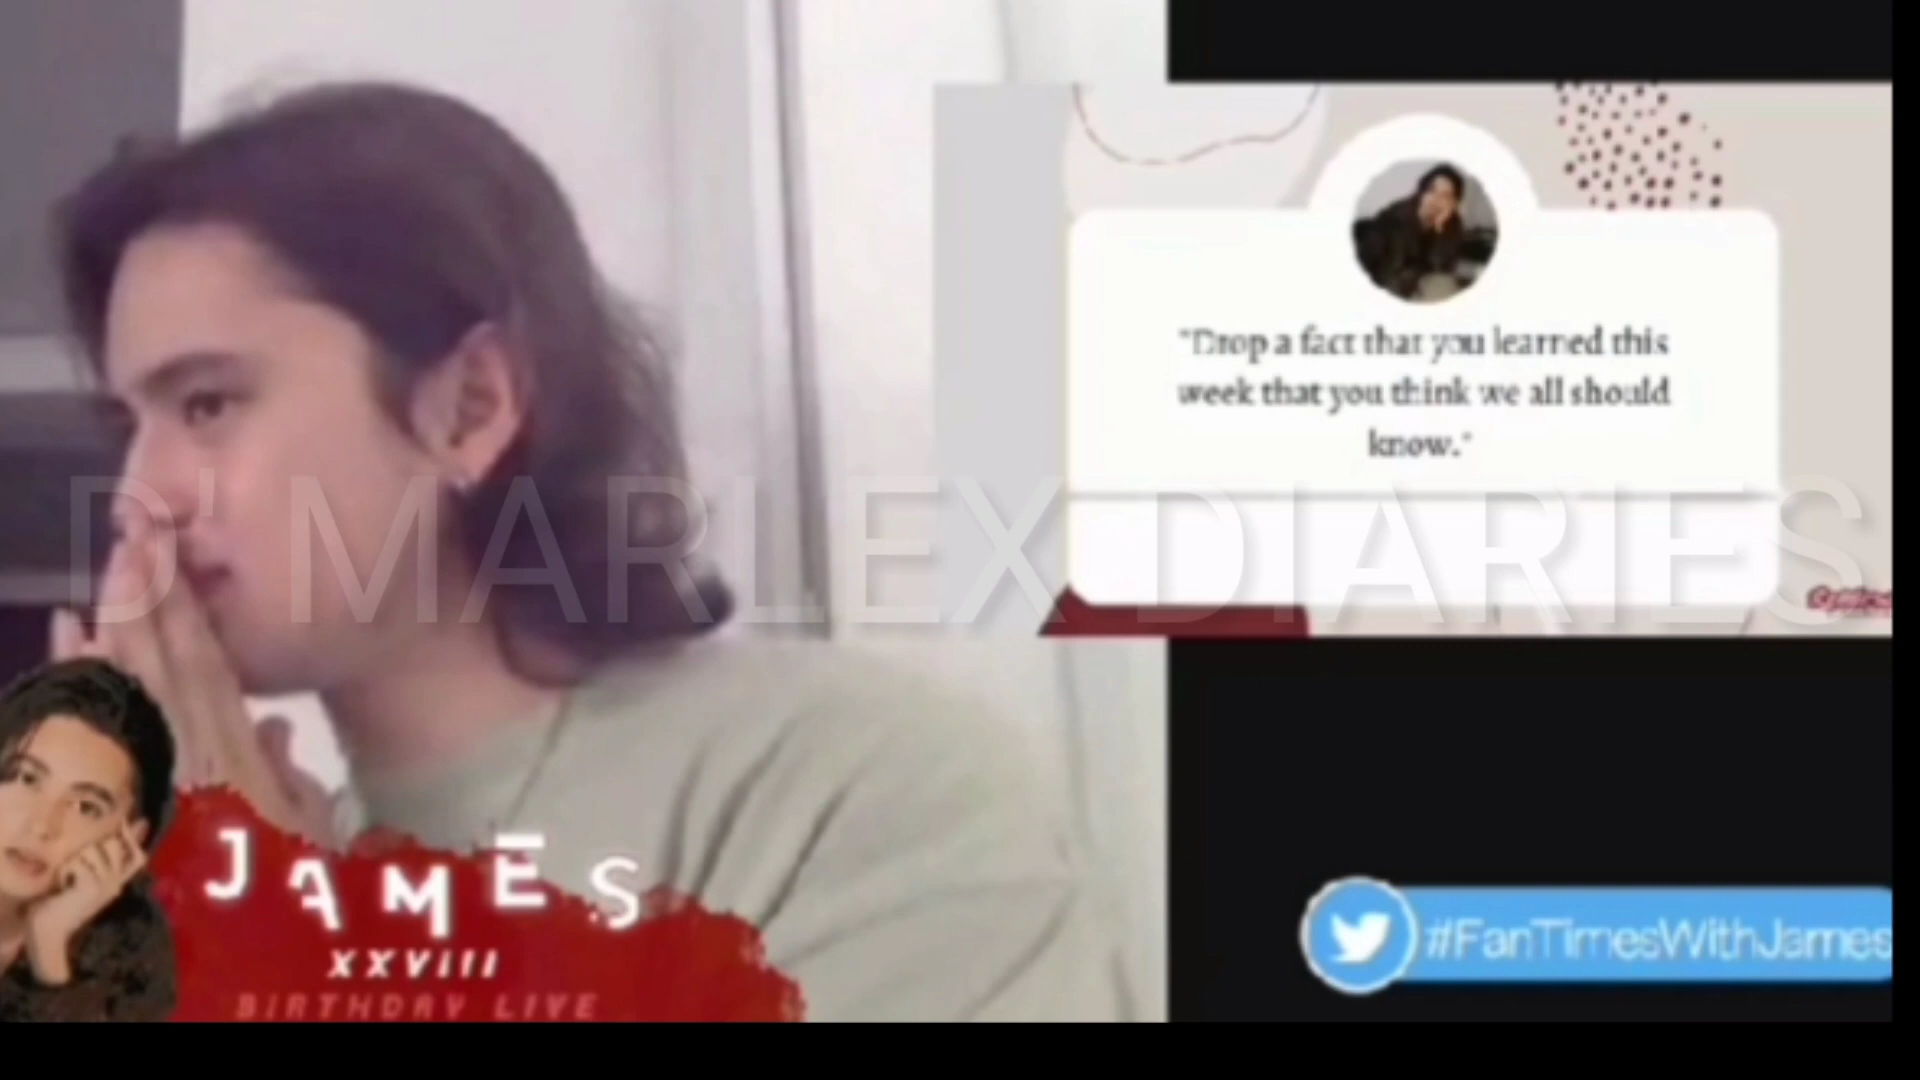 "Drop a fact that you learned this
week that you think we all should
know."
D' MARLEX DIARIES
JAMES
XXVIII
BIRTHDAY LIVE
#FanTimesWithJames